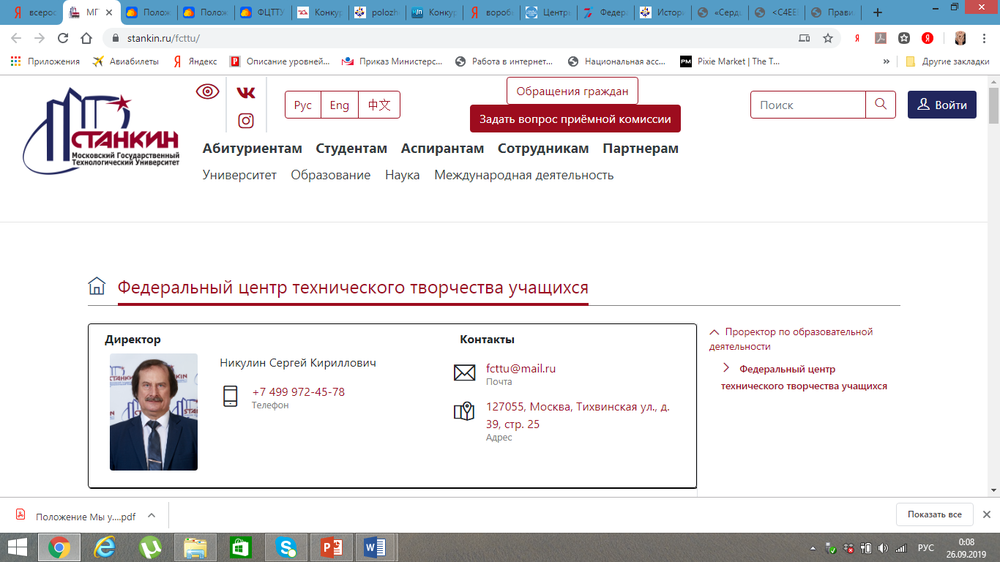 всерос
МГ
Полож
Полож
ФЦТТУ
Конкур
polozh
Конкур
вороб
Центр
Федера
Истори
«Серд
<C4EE
Прави
stankin.ru/fcttu/
Приложения
Авиабилеты
Яндекс
Описание уровней...
Приказ Министерс...
Работа в интернет...
Национальная асс...
PM Pixie Market | The T...
»
Другие закладки
Обращения граждан
Рус Eng 中文
Поиск
Войти
Задать вопрос приёмной комиссии
СТАНКИН
Московский Государственный
Технологический Университет
Абитуриентам Студентам Аспирантам Сотрудникам Партнерам
Университет Образование Наука Международная деятельность
Федеральный центр технического творчества учащихся
Директор
Никулин Сергей Кириллович
+7 499 972-45-78
Телефон
Контакты
fcttu@mail.ru
Почта
127055, Москва, Тихвинская ул., д.
39, стр. 25
Адрес
Проректор по образовательной
деятельности
Федеральный центр
технического творчества учащихся
Положение Мы у....pdf
Показать все
РУС
0:08
26.09.2019